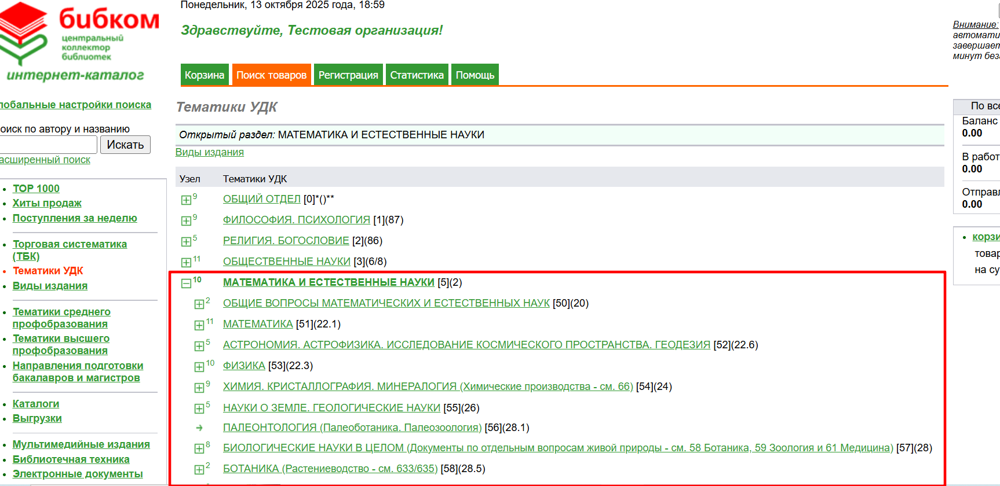 бибком
центральный
коллектор
библиотек
интернет-каталог
Понедельник, 13 октября 2025 года, 18:59
Здравствуйте, Тестовая организация!
Внимание:
автомати
завершает
минут без
Корзина
Поиск товаров
Регистрация
Статистика
Помощь
лобальные настройки поиска
оиск по автору и названию
Искать
асширенный поиск
TOP 1000
Хиты продаж
Поступления за неделю
Торговая систематика
(ТБК)
Тематики УДК
Виды издания
Тематики среднего
профобразования
Тематики высшего
профобразования
Направления подготовки
бакалавров и магистров
Каталоги
Выгрузки
Мультимедийные издания
Библиотечная техника
Электронные документы
Тематики УДК
Открытый раздел: МАТЕМАТИКА И ЕСТЕСТВЕННЫЕ НАУКИ
Виды издания
Узел Тематики УДК
9 ОБЩИЙ ОТДЕЛ [0]*()**
9 ФИЛОСОФИЯ. ПСИХОЛОГИЯ [1](87)
5 РЕЛИГИЯ. БОГОСЛОВИЕ [2](86)
11 ОБЩЕСТВЕННЫЕ НАУКИ [3](6/8)
10 МАТЕМАТИКА И ЕСТЕСТВЕННЫЕ НАУКИ [5](2)
2 ОБЩИЕ ВОПРОСЫ МАТЕМАТИЧЕСКИХ И ЕСТЕСТВЕННЫХ НАУК [50](20)
11 МАТЕМАТИКА [51](22.1)
5 АСТРОНОМИЯ. АСТРОФИЗИКА. ИССЛЕДОВАНИЕ КОСМИЧЕСКОГО ПРОСТРАНСТВА. ГЕОДЕЗИЯ [52](22.6)
10 ФИЗИКА [53](22.3)
9 ХИМИЯ. КРИСТАЛЛОГРАФИЯ. МИНЕРАЛОГИЯ (Химические производства - см. 66) [54](24)
5 НАУКИ О ЗЕМЛЕ. ГЕОЛОГИЧЕСКИЕ НАУКИ [55](26)
ПАЛЕОНТОЛОГИЯ (Палеоботаника. Палеозоология) [56](28.1)
8 БИОЛОГИЧЕСКИЕ НАУКИ В ЦЕЛОМ (Документы по отдельным вопросам живой природы - см. 58 Ботаника, 59 Зоология и 61 Медицина) [57](28)
2 БОТАНИКА (Растениеводство - см. 633/635) [58](28.5)
По все
Баланс
0.00
В работ
0.00
Отправл
0.00
корзи
товар
на су